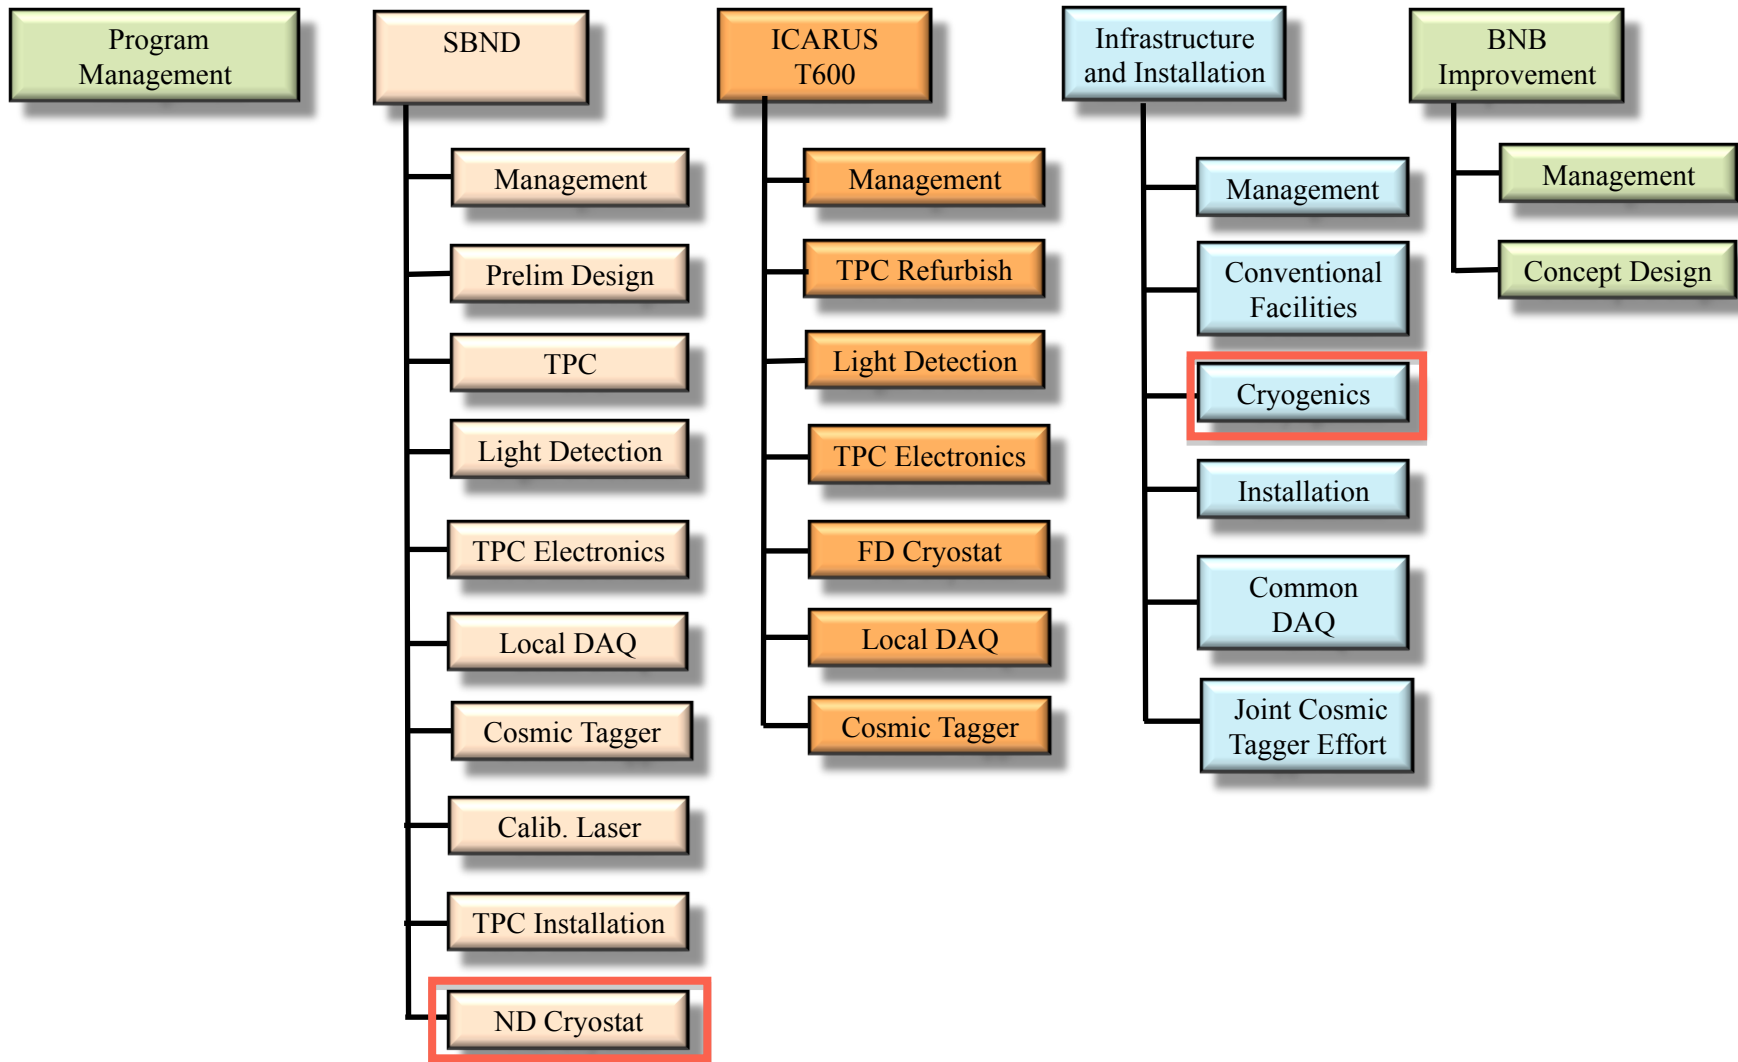 Program
Management
SBND
Management
Prelim Design
TPC
Light Detection
TPC Electronics
Local DAQ
Cosmic Tagger
Calib. Laser
TPC Installation
ND Cryostat
ICARUS
T600
Management
TPC Refurbish
Light Detection
TPC Electronics
FD Cryostat
Local DAQ
Cosmic Tagger
Infrastructure
and Installation
Management
Conventional
Facilities
Cryogenics
Installation
Common
DAQ
Joint Cosmic
Tagger Effort
BNB
Improvement
Management
Concept Design